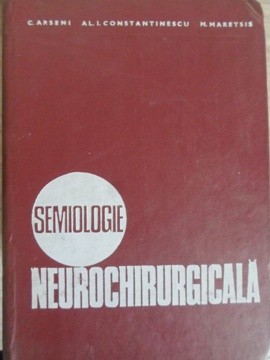 C. ARSENI AL. I. CONSTANTINESCU M. MARETSIS
SEMIOLOGIE
NEUROCHIRURGICALĂ